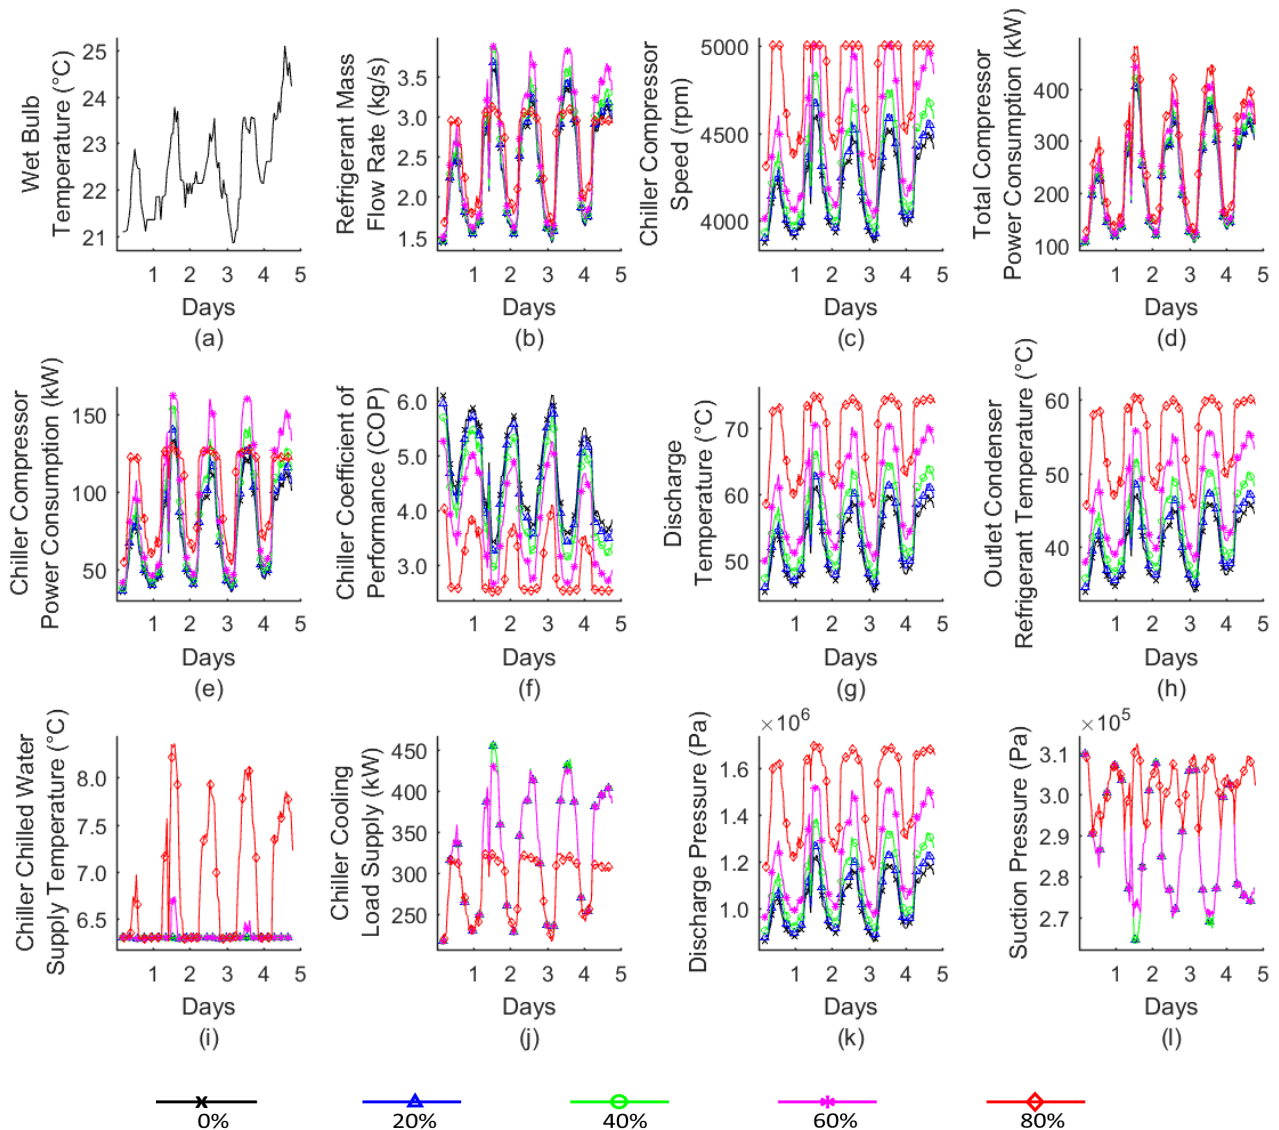 Wet Bulb
Temperature (°C)
25
24
23
22
21
1 2 3 4 5
Days
(a)
Refrigerant Mass
Flow Rate (kg/s)
3.5
3.0
2.5
2.0
1.5
1 2 3 4 5
Days
(b)
Chiller Compressor
Speed (rpm)
5000
4500
4000
1 2 3 4 5
Days
(c)
Total Compressor
Power Consumption (kW)
400
300
200
100
1 2 3 4 5
Days
(d)
Chiller Compressor
Power Consumption (kW)
150
100
50
1 2 3 4 5
Days
(e)
Chiller Coefficient of
Performance (COP)
6.0
5.0
4.0
3.0
1 2 3 4 5
Days
(f)
Discharge
Temperature (°C)
70
60
50
1 2 3 4 5
Days
(g)
Outlet Condenser
Refrigerant Temperature (°C)
60
50
40
1 2 3 4 5
Days
(h)
Chiller Chilled Water
Supply Temperature (°C)
8.0
7.5
7.0
6.5
1 2 3 4 5
Days
(i)
Chiller Cooling
Load Supply (kW)
450
400
350
300
250
1 2 3 4 5
Days
(j)
Discharge Pressure (Pa)
×10⁶
1.6
1.4
1.2
1.0
1 2 3 4 5
Days
(k)
Suction Pressure (Pa)
×10⁵
3.1
3.0
2.9
2.8
2.7
1 2 3 4 5
Days
(l)
0% 20% 40% 60% 80%